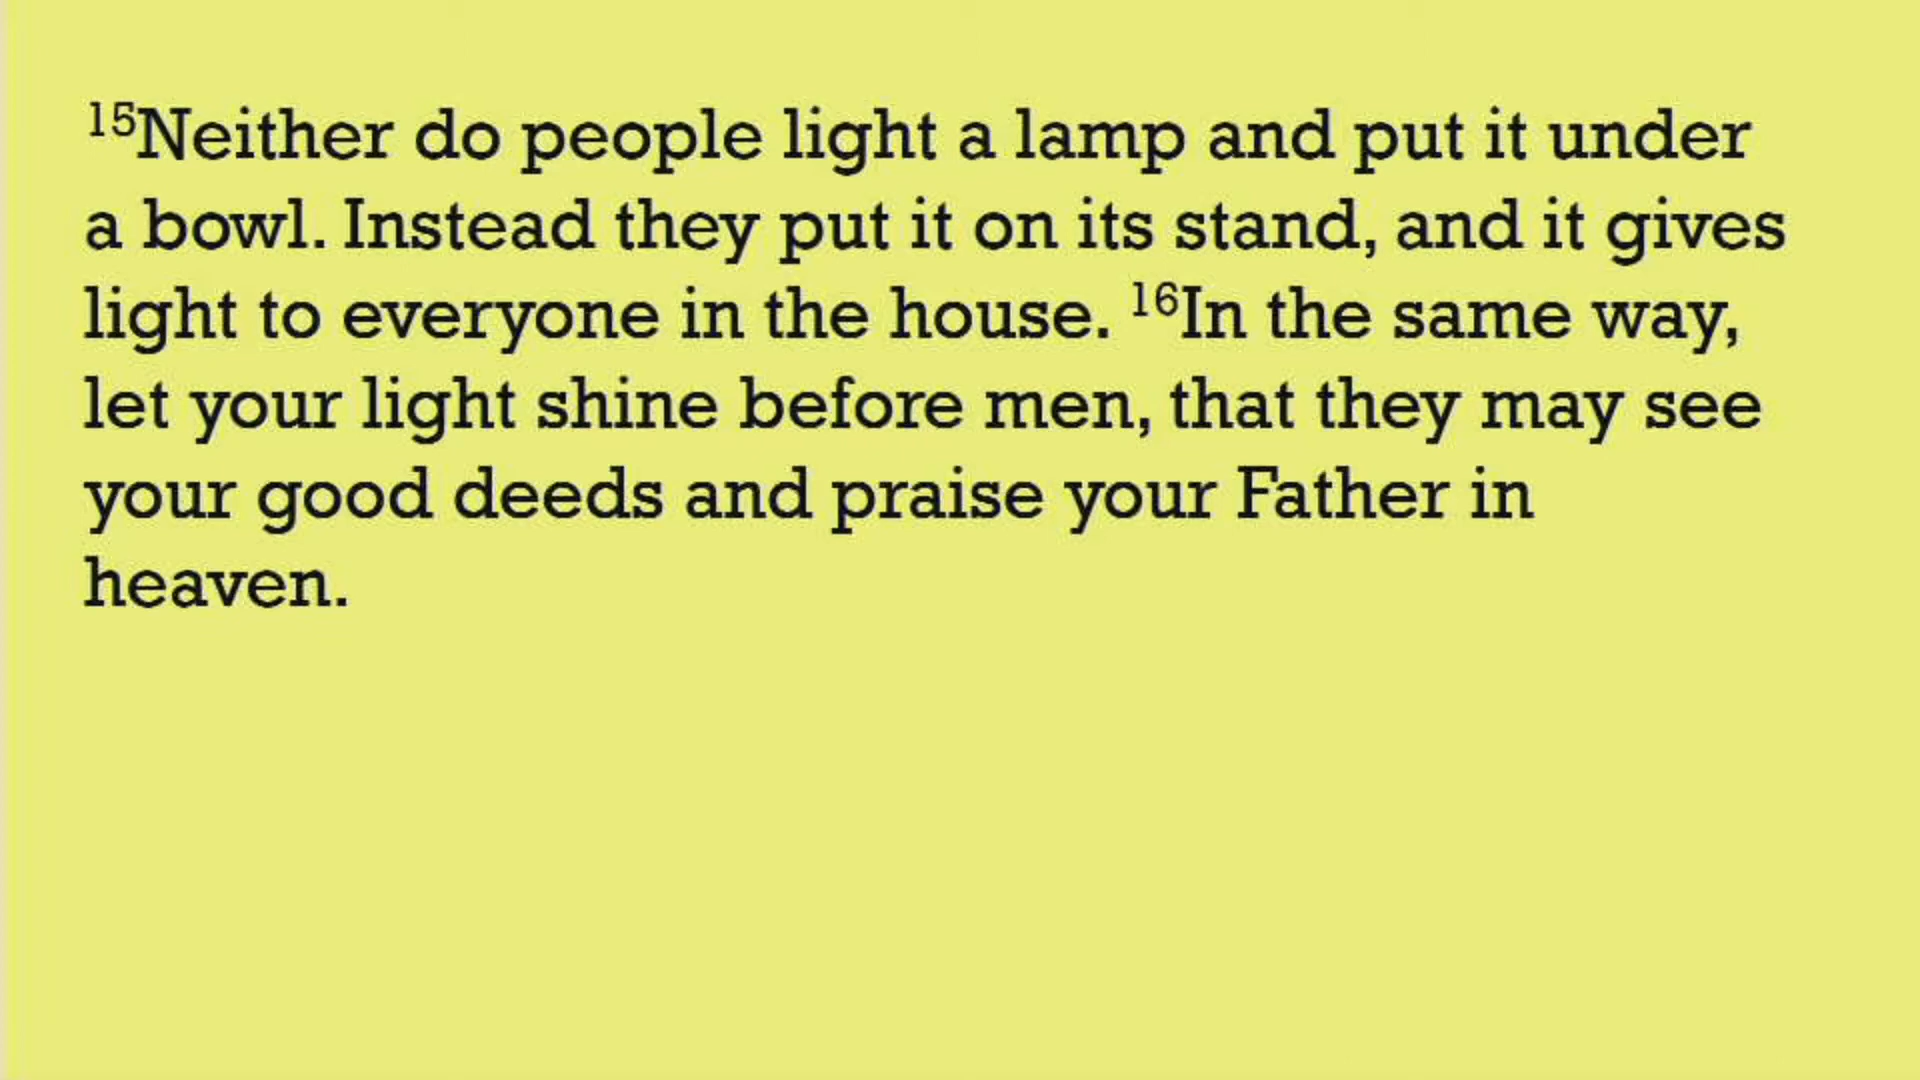 15Neither do people light a lamp and put it under
a bowl. Instead they put it on its stand, and it gives
light to everyone in the house. 16In the same way,
let your light shine before men, that they may see
your good deeds and praise your Father in
heaven.